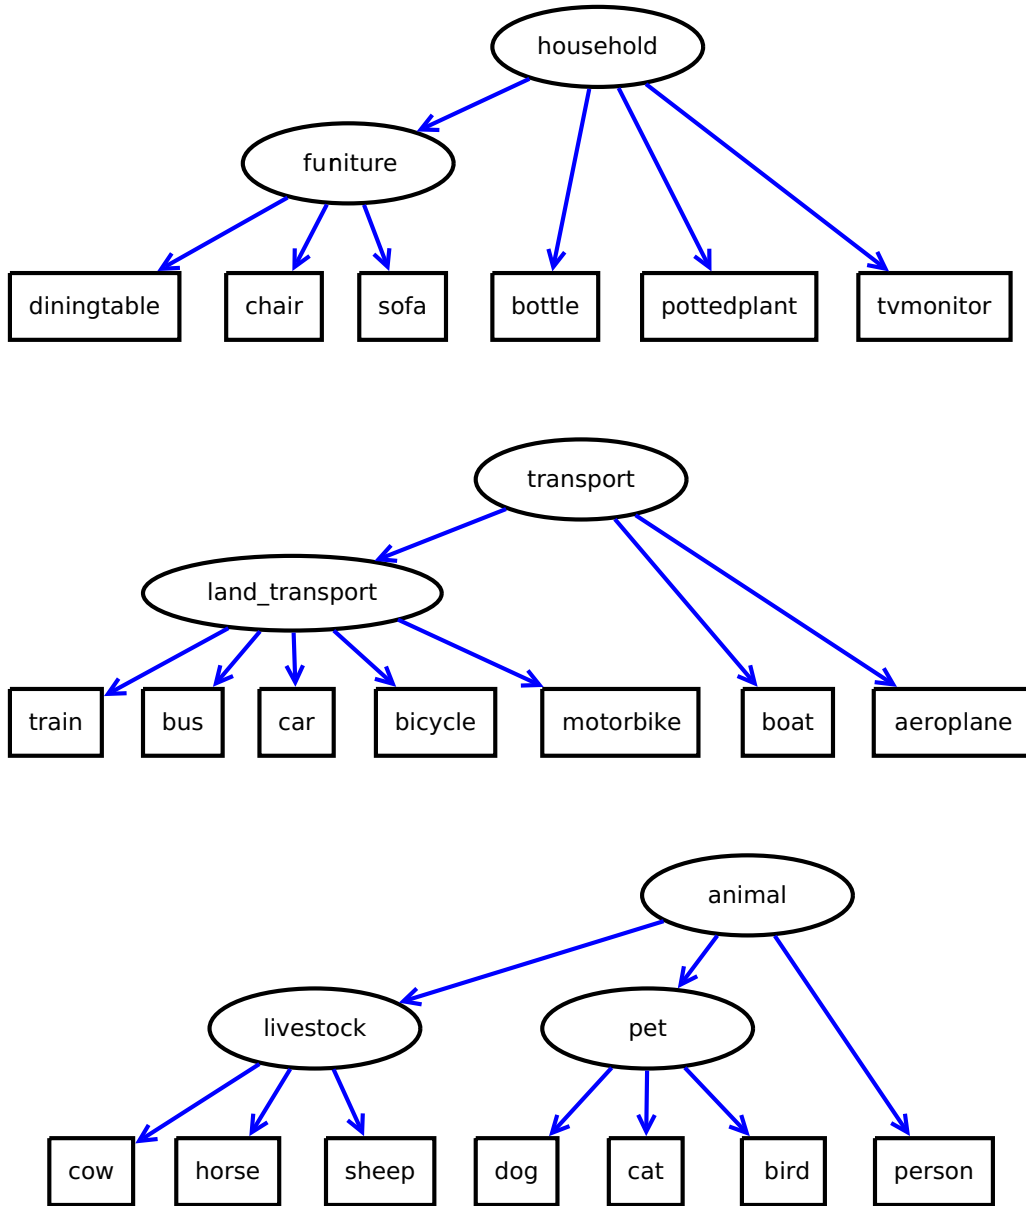 household
funiture
diningtable
chair
sofa
bottle
pottedplant
tvmonitor
transport
land_transport
train
bus
car
bicycle
motorbike
boat
aeroplane
animal
livestock
pet
cow
horse
sheep
dog
cat
bird
person